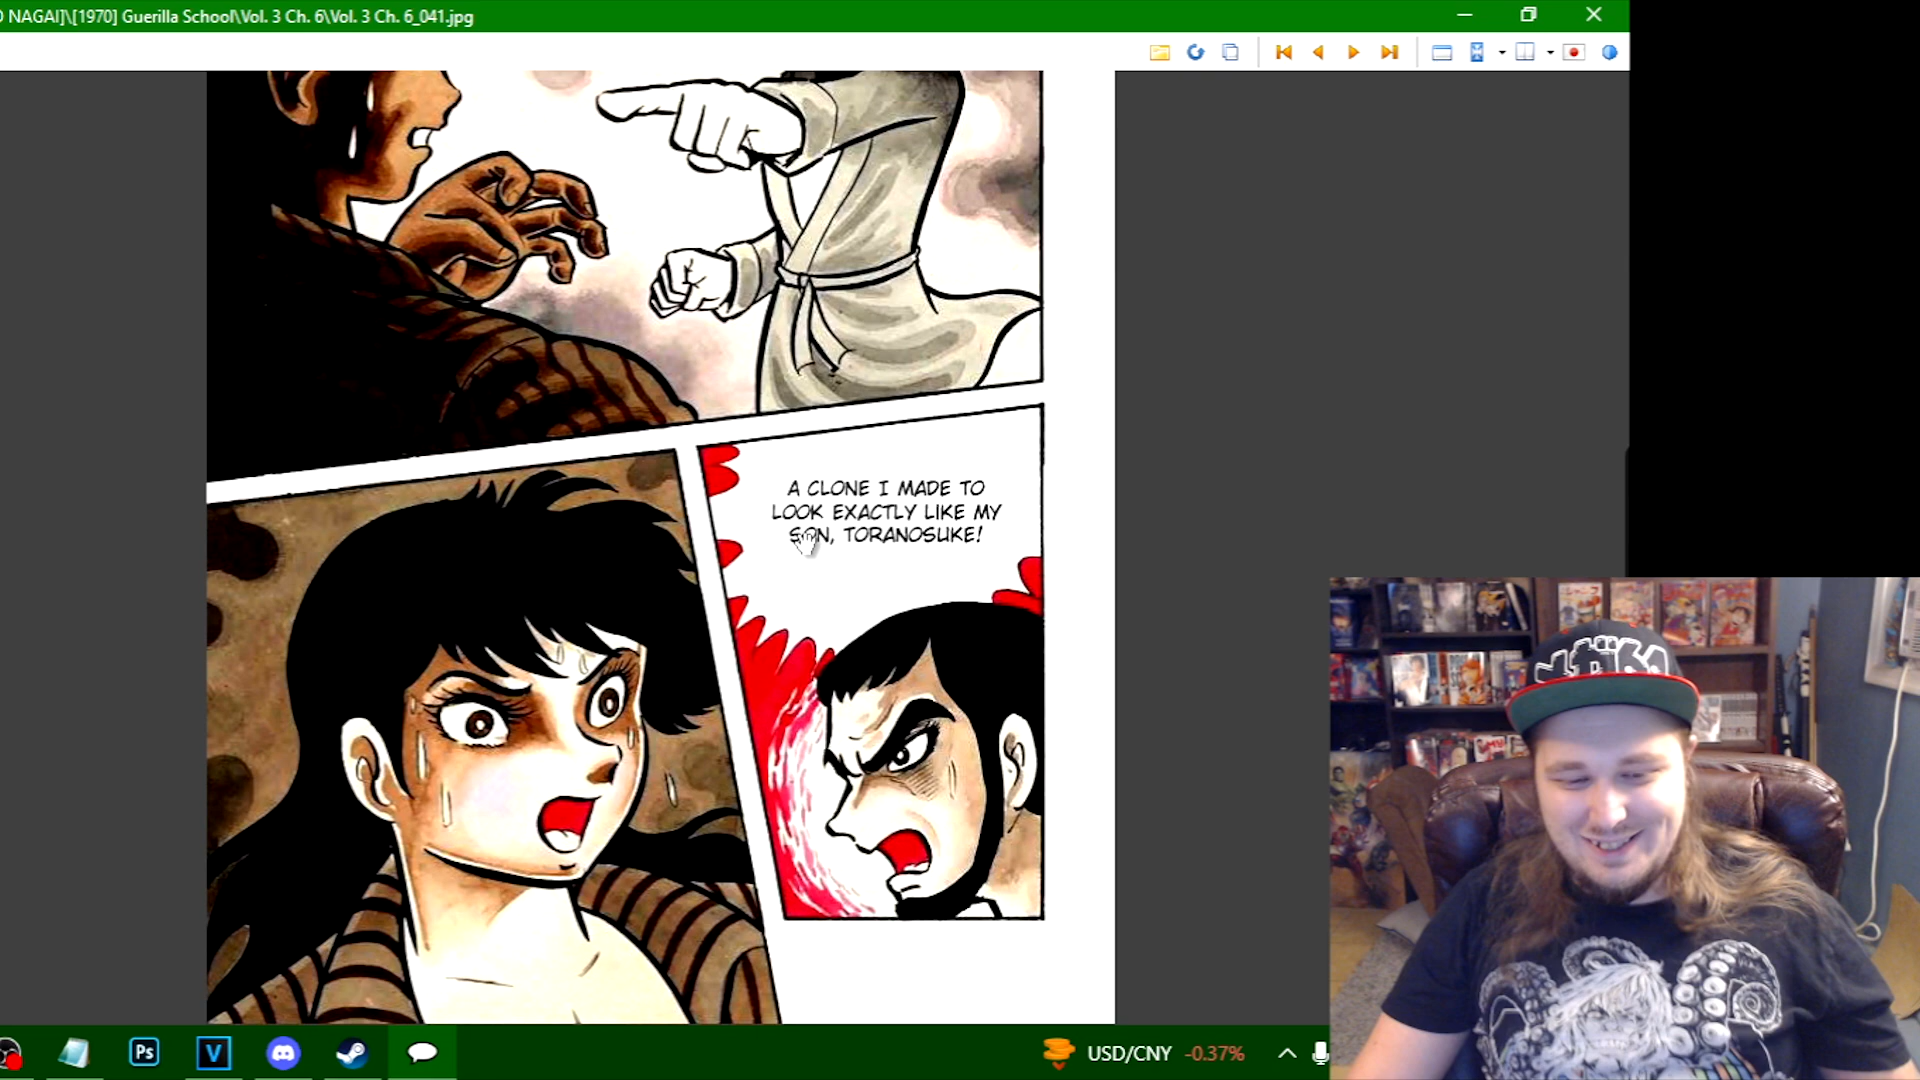 O NAGAI]\[1970] Guerilla School\Vol. 3 Ch. 6\Vol. 3 Ch. 6_041.jpg
A CLONE I MADE TO
LOOK EXACTLY LIKE MY
SON, TORANOSUKE!
Ps
V
USD/CNY -0.37%